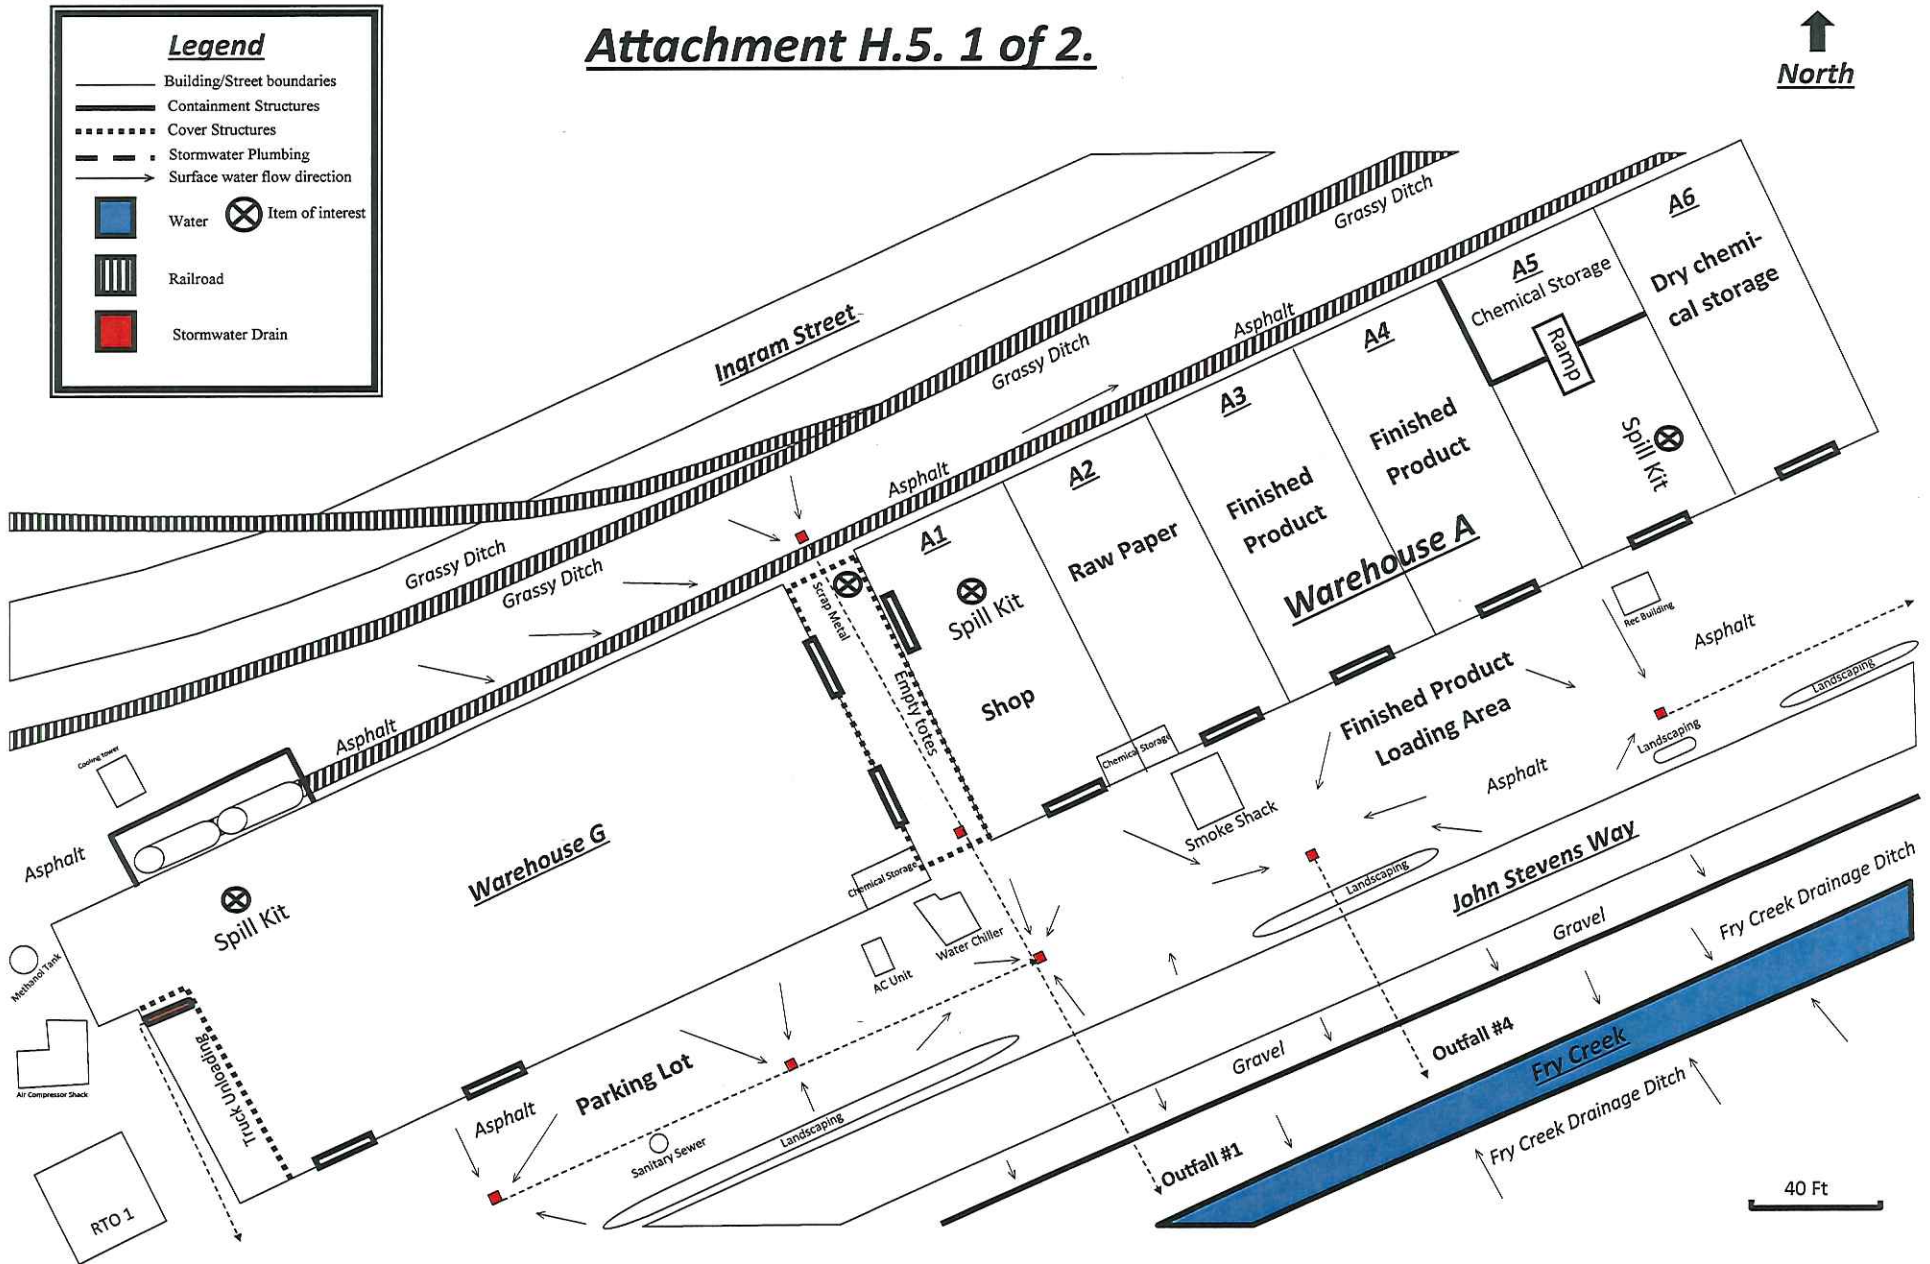 Attachment H.5. 1 of 2.
North
Legend
Building/Street boundaries
Containment Structures
Cover Structures
Stormwater Plumbing
Surface water flow direction
Water
Item of interest
Railroad
Stormwater Drain
Ingram Street
Grassy Ditch
Grassy Ditch
Grassy Ditch
Grassy Ditch
Asphalt
Asphalt
Asphalt
Asphalt
A6
Dry chemi-
cal storage
A5
Chemical Storage
Ramp
Spill Kit
A4
Finished
Product
A3
Finished
Product
A2
Raw Paper
A1
Spill Kit
Shop
Warehouse A
Scrap Metal
Empty totes
Cooling tower
Warehouse G
Spill Kit
Methanol Tank
Air Compressor Shack
RTO 1
Truck Unloading
Chemical Storage
Chemical Storage
Smoke Shack
Water Chiller
AC Unit
Rec Building
Asphalt
Finished Product
Loading Area
Asphalt
Landscaping
Landscaping
Landscaping
Landscaping
Parking Lot
Asphalt
Sanitary Sewer
John Stevens Way
Gravel
Gravel
Fry Creek Drainage Ditch
Fry Creek
Fry Creek Drainage Ditch
Outfall #4
Outfall #1
40 Ft